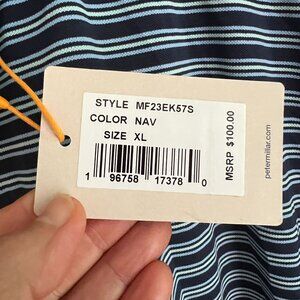 STYLE MF23EK57S
COLOR NAV
SIZE XL
1 96758 17378 0
MSRP $100.00
petermillar.com